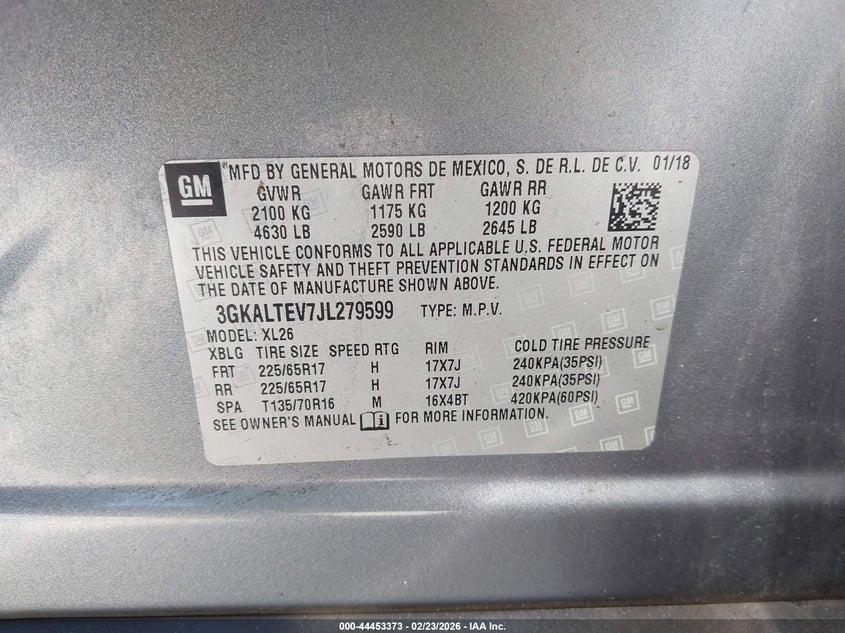 GM
MFD BY GENERAL MOTORS DE MEXICO, S. DE R.L. DE C.V. 01/18
GVWR GAWR FRT GAWR RR
2100 KG 1175 KG 1200 KG
4630 LB 2590 LB 2645 LB
THIS VEHICLE CONFORMS TO ALL APPLICABLE U.S. FEDERAL MOTOR
VEHICLE SAFETY AND THEFT PREVENTION STANDARDS IN EFFECT ON
THE DATE OF MANUFACTURE SHOWN ABOVE.
3GKALTEV7JL279599 TYPE: M.P.V.
MODEL: XL26
XBLG TIRE SIZE SPEED RTG RIM COLD TIRE PRESSURE
FRT 225/65R17 H 17X7J 240KPA(35PSI)
RR 225/65R17 H 17X7J 240KPA(35PSI)
SPA T135/70R16 M 16X4BT 420KPA(60PSI)
SEE OWNER'S MANUAL FOR MORE INFORMATION.
000-44453373 - 02/23/2026 - IAA Inc.